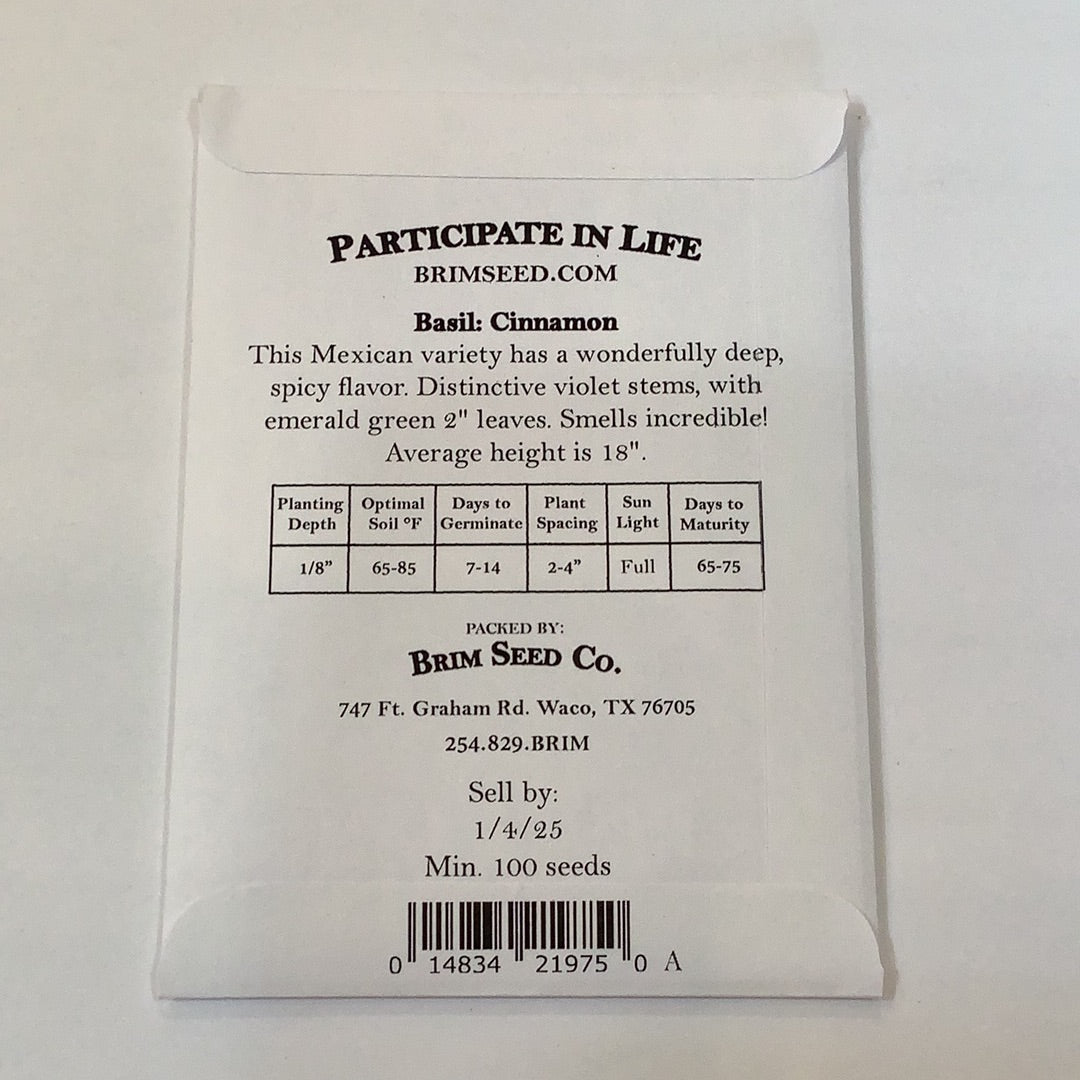 PARTICIPATE IN LIFE
BRIMSEED.COM
Basil: Cinnamon
This Mexican variety has a wonderfully deep,
spicy flavor. Distinctive violet stems, with
emerald green 2" leaves. Smells incredible!
Average height is 18".
Planting Depth Optimal Soil °F Days to Germinate Plant Spacing Sun Light Days to Maturity
1/8” 65-85 7-14 2-4” Full 65-75
PACKED BY:
BRIM SEED CO.
747 Ft. Graham Rd. Waco, TX 76705
254.829.BRIM
Sell by:
1/4/25
Min. 100 seeds
0 14834 21975 0 A